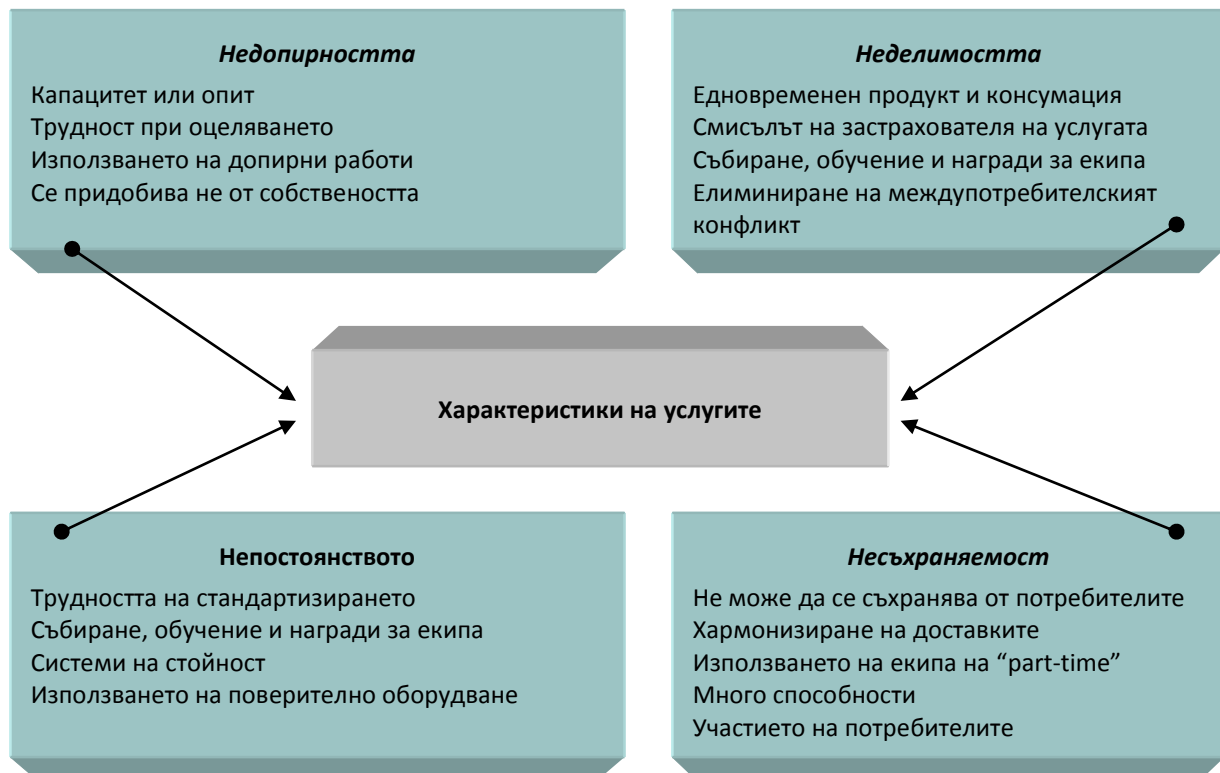 Недопирността
Капацитет или опит
Трудност при оцеляването
Използването на допирни работи
Се придобива не от собствеността
Неделимостта
Едновременен продукт и консумация
Смисълът на застрахователя на услугата
Събиране, обучение и награди за екипа
Елиминиране на междупотребителският
конфликт
Характеристики на услугите
Непостоянството
Трудността на стандартизирането
Събиране, обучение и награди за екипа
Системи на стойност
Използването на поверително оборудване
Несъхраняемост
Не може да се съхранява от потребителите
Хармонизиране на доставките
Използването на екипа на “part-time”
Много способности
Участието на потребителите